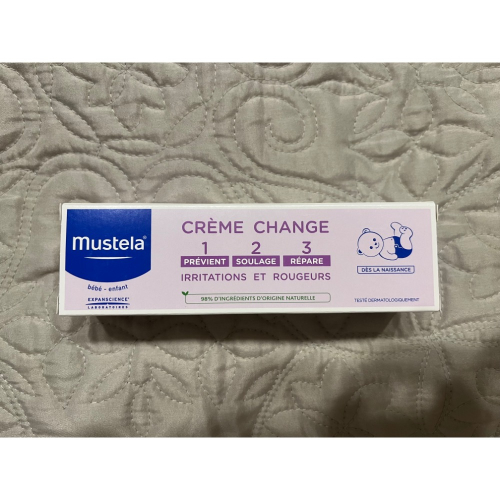 mustela
bébé - enfant
EXPANSCIENCE
LABORATOIRES
CRÈME CHANGE
1 2 3
PRÉVIENT SOULAGE RÉPARE
IRRITATIONS ET ROUGEURS
98% D'INGRÉDIENTS D'ORIGINE NATURELLE
DÈS LA NAISSANCE
TESTÉ DERMATOLOGIQUEMENT